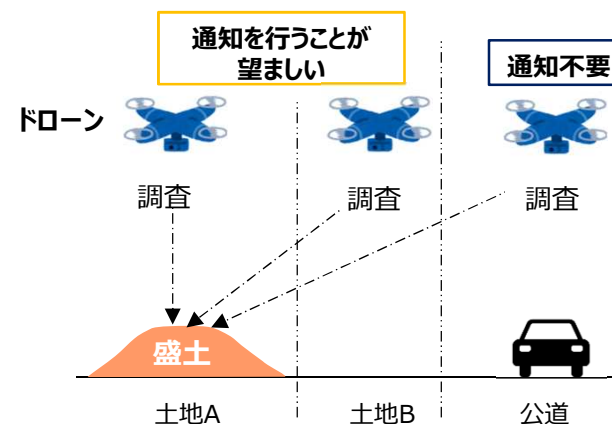 通知を行うことが
望ましい
通知不要
ドローン
調査
調査
調査
盛土
土地A
土地B
公道